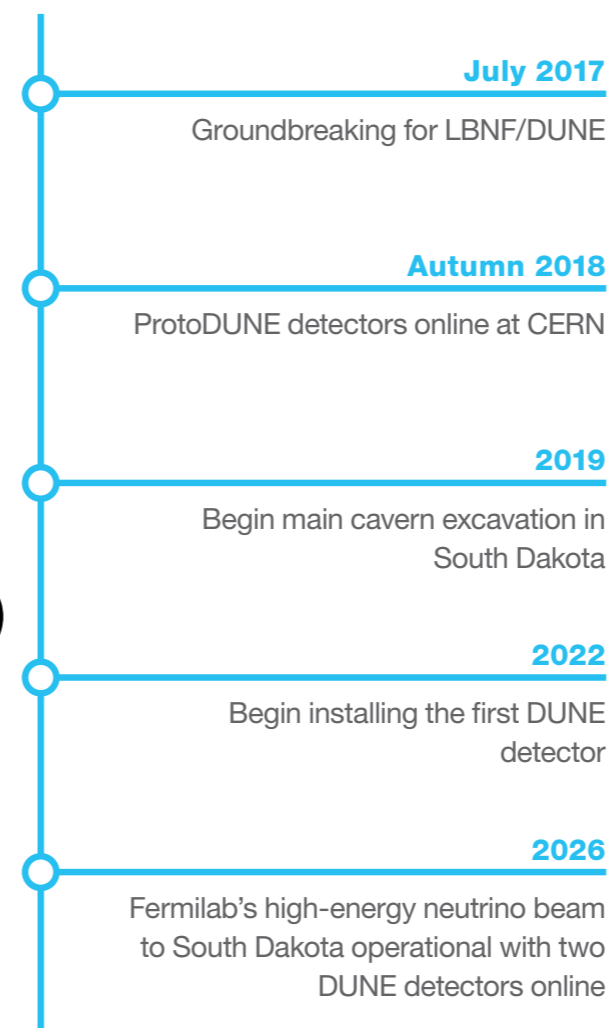 July 2017
Groundbreaking for LBNF/DUNE
Autumn 2018
ProtoDUNE detectors online at CERN
2019
Begin main cavern excavation in
South Dakota
2022
Begin installing the first DUNE
detector
2026
Fermilab’s high-energy neutrino beam
to South Dakota operational with two
DUNE detectors online